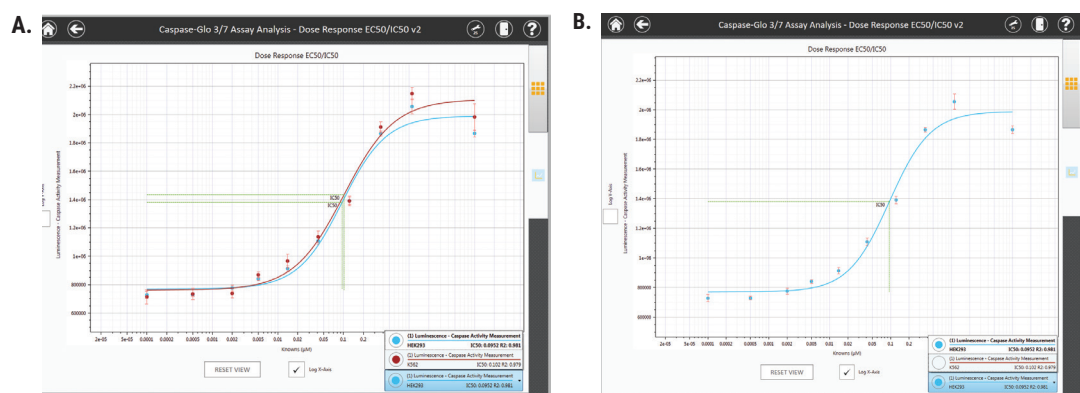 A.
Caspase-Glo 3/7 Assay Analysis - Dose Response EC50/IC50 v2
Dose Response EC50/IC50
2.2e+06
2e+06
1.8e+06
1.6e+06
1.4e+06
1.2e+06
1e+06
800000
600000
Log Y-Axis
Luminescence - Caspase Activity Measurement
IC50
IC50
2e-05 5e-05 0.0001 0.0002 0.0005 0.001 0.002 0.005 0.01 0.02 0.05 0.1 0.2
Knowns (µM)
RESET VIEW
✓ Log X-Axis
(1) Luminescence - Caspase Activity Measurement
HEK293 IC50: 0.0952 R2: 0.981
(1) Luminescence - Caspase Activity Measurement
K562 IC50: 0.102 R2: 0.979
(1) Luminescence - Caspase Activity Measurement
HEK293 IC50: 0.0952 R2: 0.981
B.
Caspase-Glo 3/7 Assay Analysis - Dose Response EC50/IC50 v2
Dose Response EC50/IC50
2.2e+06
2e+06
1.8e+06
1.6e+06
1.4e+06
1.2e+06
1e+06
800000
600000
Log Y-Axis
Luminescence - Caspase Activity Measurement
IC50
2e-05 5e-05 0.0001 0.0002 0.0005 0.001 0.002 0.005 0.01 0.02 0.05 0.1 0.2
Knowns (µM)
RESET VIEW
✓ Log X-Axis
(1) Luminescence - Caspase Activity Measurement
HEK293 IC50: 0.0952 R2: 0.981
(1) Luminescence - Caspase Activity Measurement
K562 IC50: 0.102 R2: 0.979
(1) Luminescence - Caspase Activity Measurement
HEK293 IC50: 0.0952 R2: 0.981